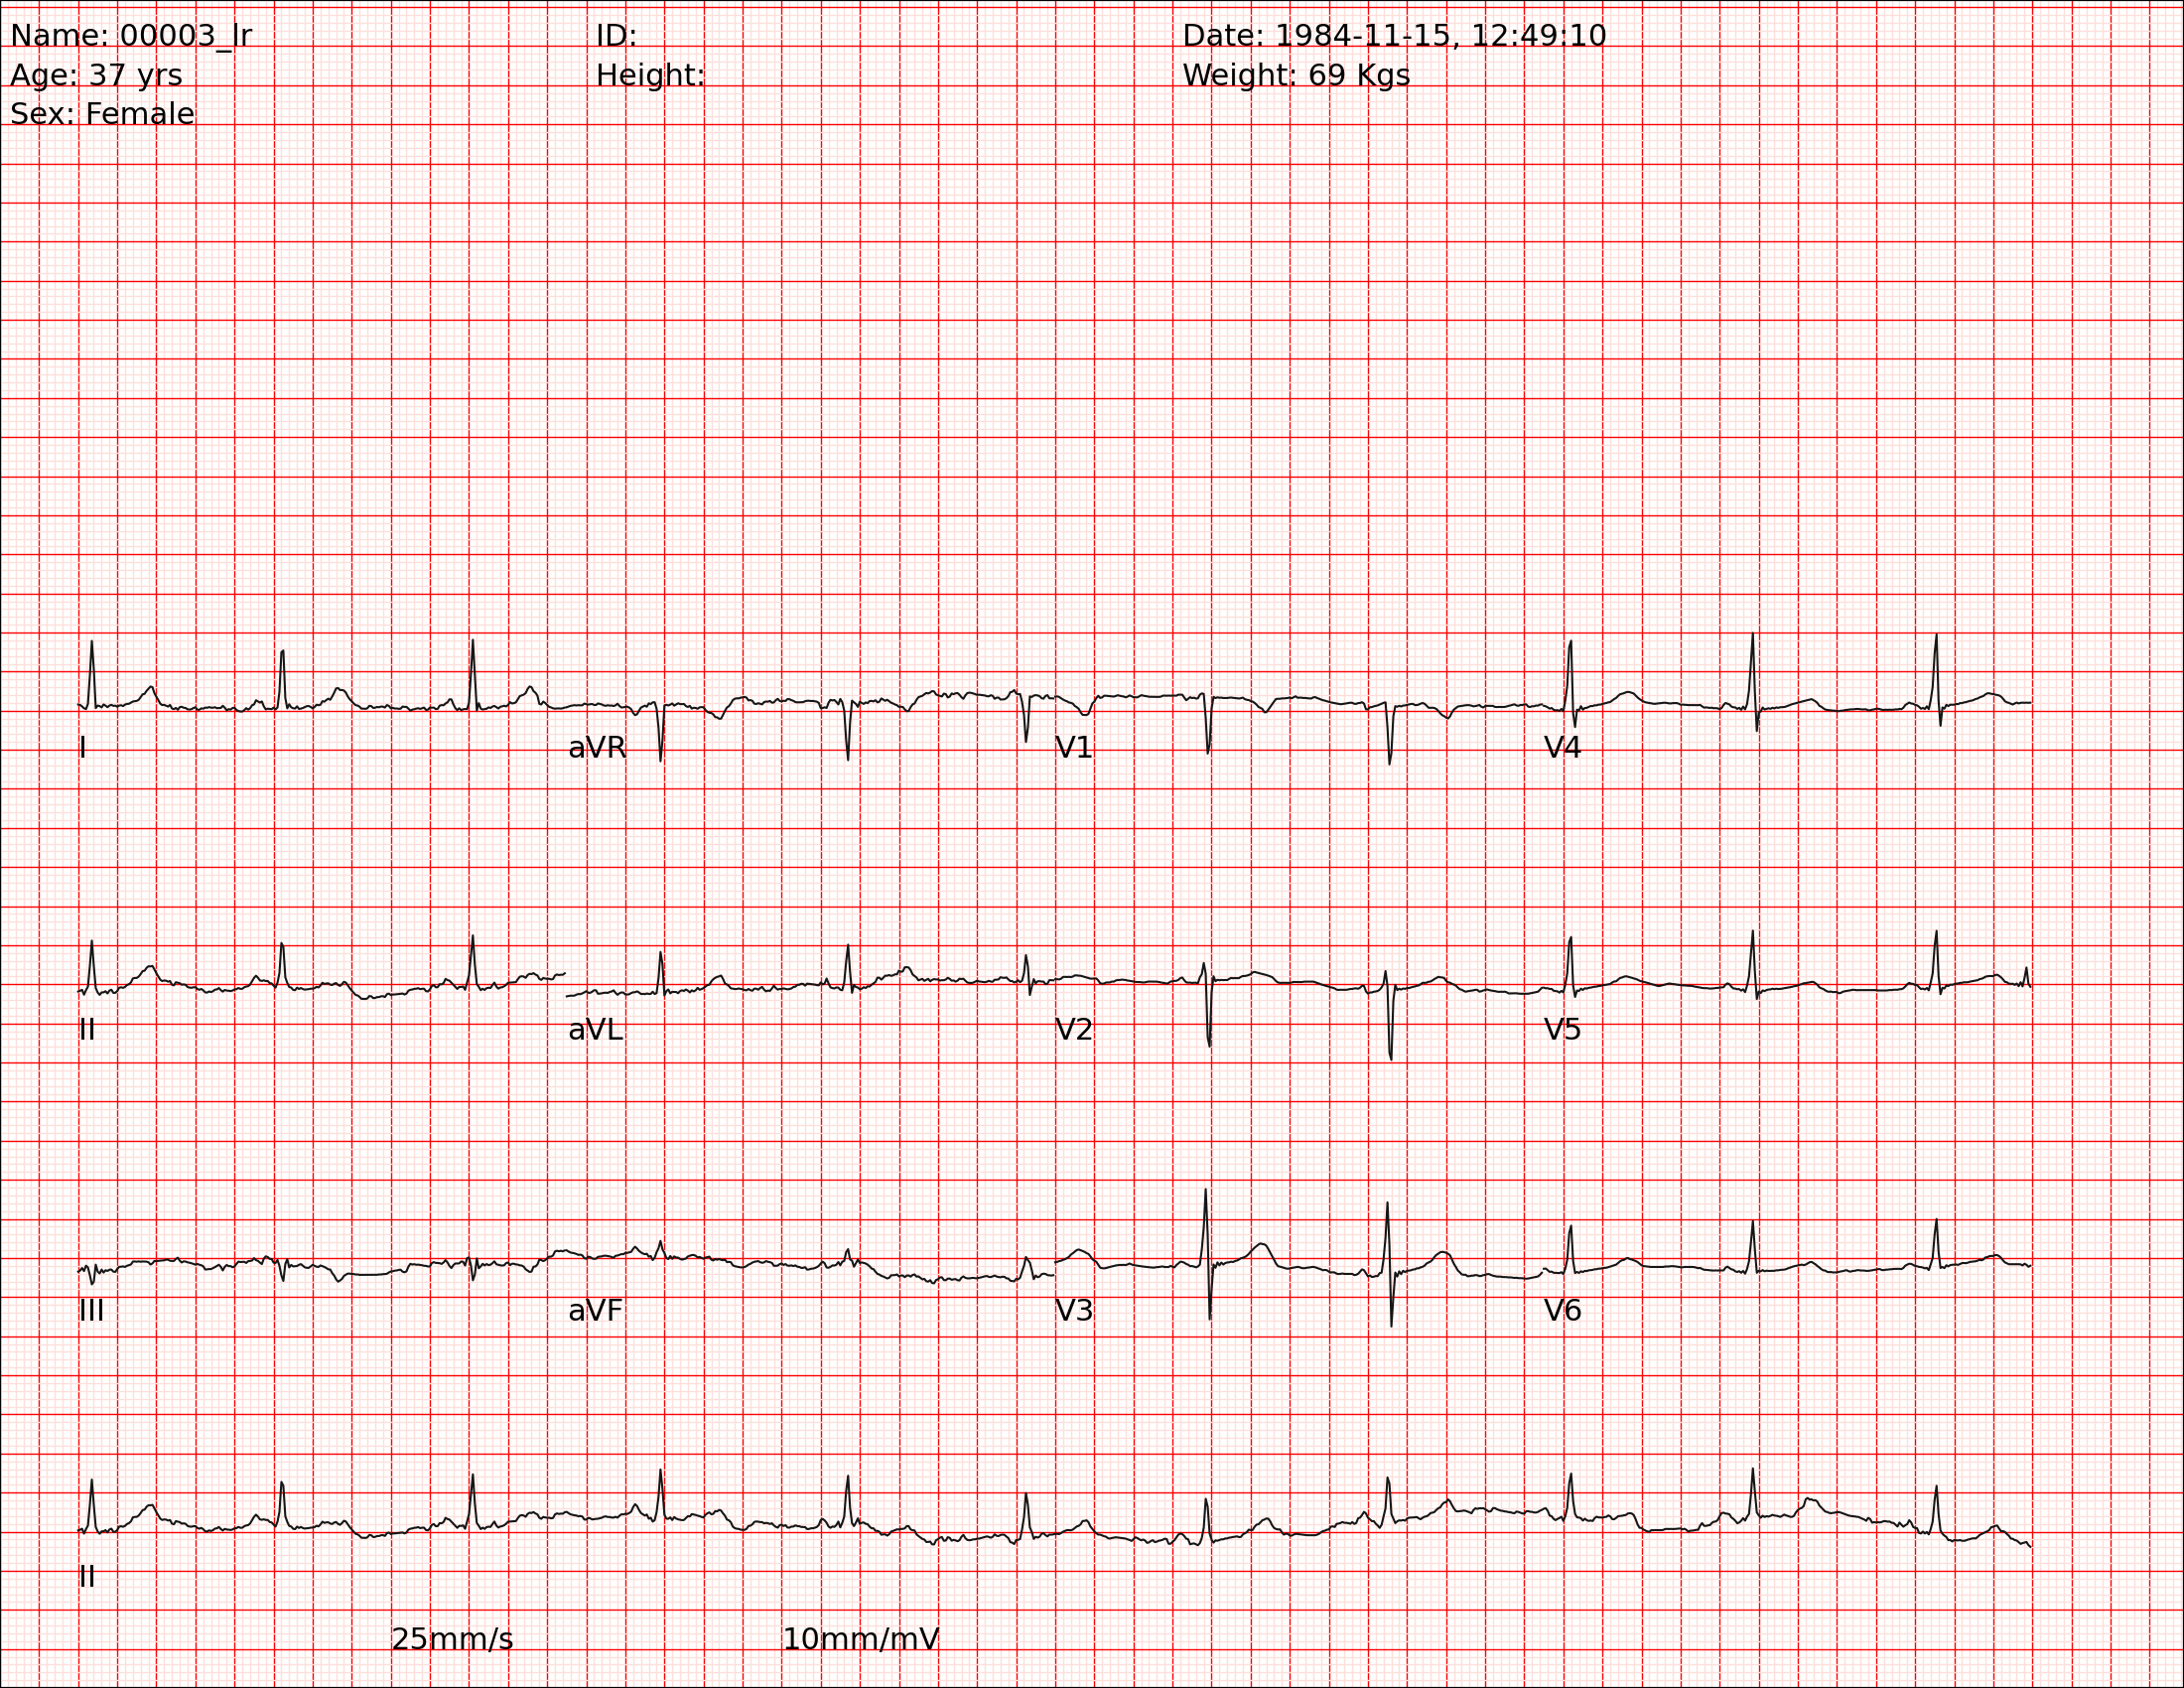 Name: 00003_lr ID: Date: 1984-11-15, 12:49:10
Age: 37 yrs Height: Weight: 69 Kgs
Sex: Female
I aVR V1 V4
II aVL V2 V5
III aVF V3 V6
II
25mm/s 10mm/mV